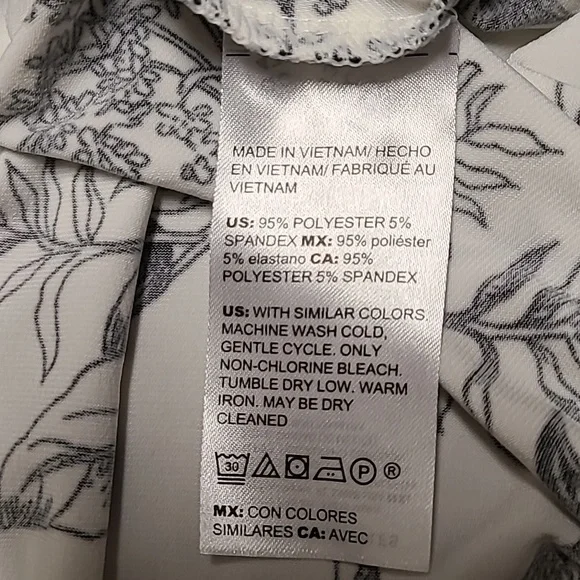 MADE IN VIETNAM/ HECHO
EN VIETNAM/ FABRIQUÉ AU
VIETNAM
US: 95% POLYESTER 5%
SPANDEX MX: 95% poliéster
5% elastano CA: 95%
POLYESTER 5% SPANDEX
US: WITH SIMILAR COLORS.
MACHINE WASH COLD,
GENTLE CYCLE. ONLY
NON-CHLORINE BLEACH.
TUMBLE DRY LOW. WARM
IRON. MAY BE DRY
CLEANED
30 P ®
MX: CON COLORES
SIMILARES CA: AVEC